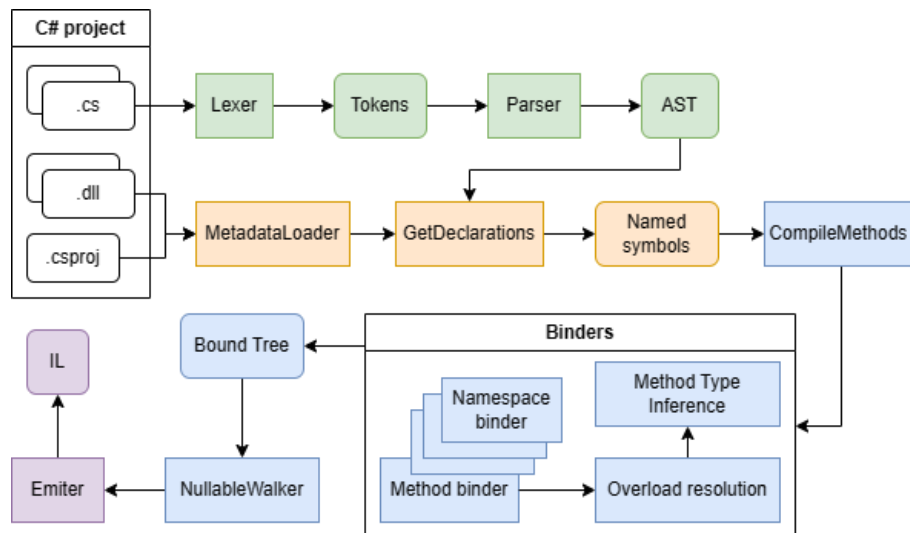 C# project
.cs
Lexer
Tokens
Parser
AST
.dll
.csproj
MetadataLoader
GetDeclarations
Named
symbols
CompileMethods
IL
Bound Tree
Binders
Namespace
binder
Method Type
Inference
Emiter
NullableWalker
Method binder
Overload resolution